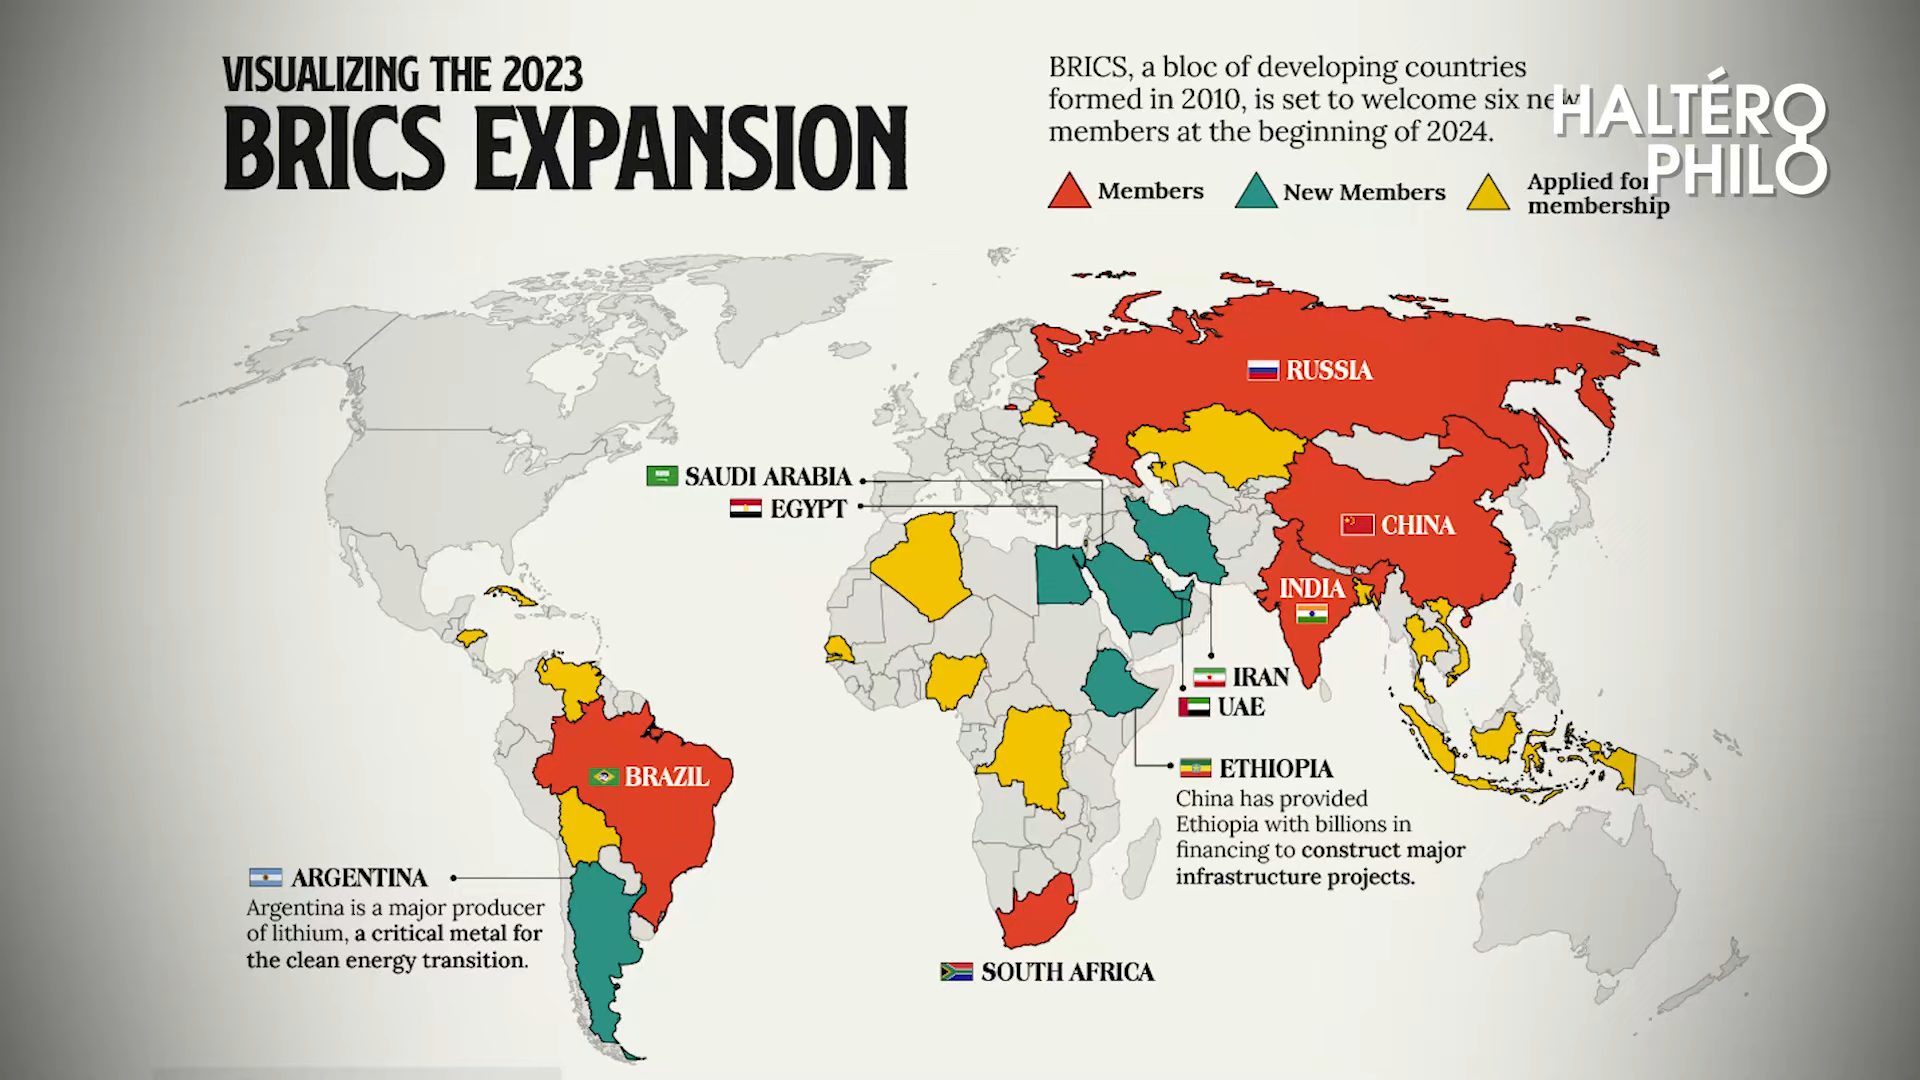 VISUALIZING THE 2023
BRICS EXPANSION
BRICS, a bloc of developing countries
formed in 2010, is set to welcome six new
members at the beginning of 2024.
HALTÉRO
PHILO
Members
New Members
Applied for
membership
RUSSIA
SAUDI ARABIA
EGYPT
CHINA
INDIA
IRAN
UAE
BRAZIL
ETHIOPIA
China has provided
Ethiopia with billions in
financing to construct major
infrastructure projects.
ARGENTINA
Argentina is a major producer
of lithium, a critical metal for
the clean energy transition.
SOUTH AFRICA